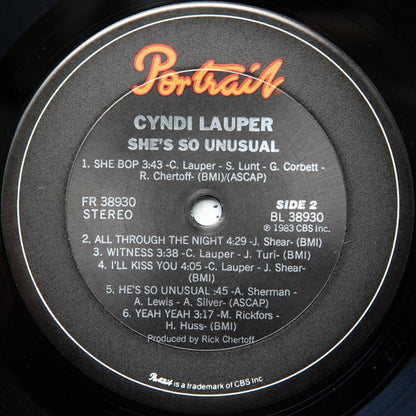 Portrait
CYNDI LAUPER
SHE'S SO UNUSUAL
1. SHE BOP 3:43 -C. Lauper - S. Lunt - G. Corbett -
R. Chertoff- (BMI)/(ASCAP)
FR 38930
STEREO
SIDE 2
BL 38930
℗ 1983 CBS Inc.
2. ALL THROUGH THE NIGHT 4:29 -J. Shear- (BMI)
3. WITNESS 3:38 -C. Lauper - J. Turi- (BMI)
4. I'LL KISS YOU 4:05 -C. Lauper - J. Shear-
(BMI)
5. HE'S SO UNUSUAL :45 -A. Sherman -
A. Lewis - A. Silver- (ASCAP)
6. YEAH YEAH 3:17 -M. Rickfors -
H. Huss- (BMI)
Produced by Rick Chertoff
Portrait is a trademark of CBS Inc